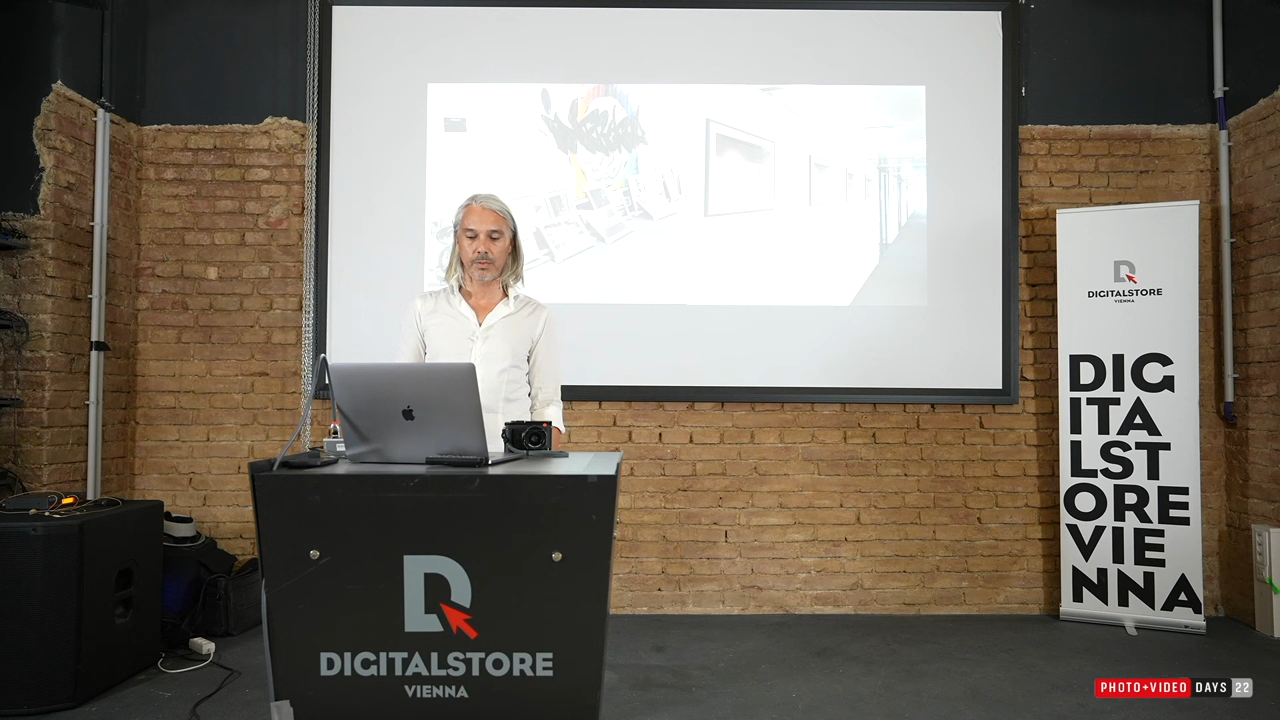 DIGITALSTORE
VIENNA
DIG
ITA
LST
ORE
VIE
NNA
DIGITALSTORE
VIENNA
PHOTO+VIDEO DAYS 22